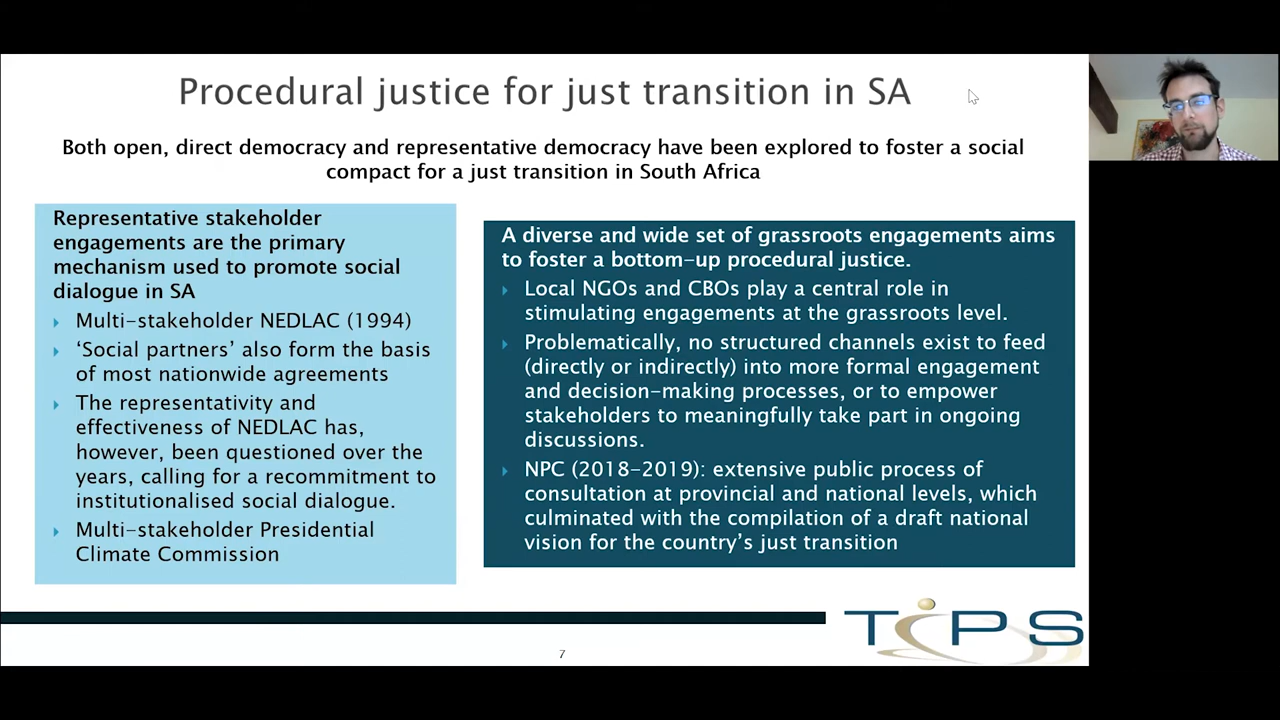 Procedural justice for just transition in SA
Both open, direct democracy and representative democracy have been explored to foster a social
compact for a just transition in South Africa
Representative stakeholder
engagements are the primary
mechanism used to promote social
dialogue in SA
Multi-stakeholder NEDLAC (1994)
‘Social partners’ also form the basis
of most nationwide agreements
The representativity and
effectiveness of NEDLAC has,
however, been questioned over the
years, calling for a recommitment to
institutionalised social dialogue.
Multi-stakeholder Presidential
Climate Commission
A diverse and wide set of grassroots engagements aims
to foster a bottom-up procedural justice.
Local NGOs and CBOs play a central role in
stimulating engagements at the grassroots level.
Problematically, no structured channels exist to feed
(directly or indirectly) into more formal engagement
and decision-making processes, or to empower
stakeholders to meaningfully take part in ongoing
discussions.
NPC (2018-2019): extensive public process of
consultation at provincial and national levels, which
culminated with the compilation of a draft national
vision for the country’s just transition
TiPS
7